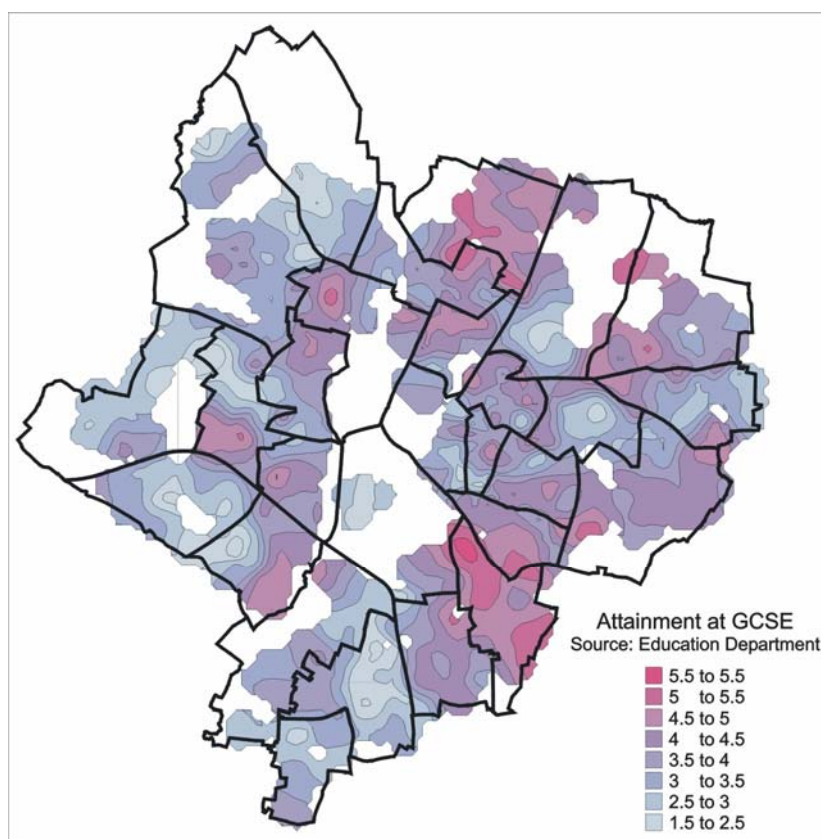 Attainment at GCSE
Source: Education Department
5.5 to 5.5
5 to 5.5
4.5 to 5
4 to 4.5
3.5 to 4
3 to 3.5
2.5 to 3
1.5 to 2.5